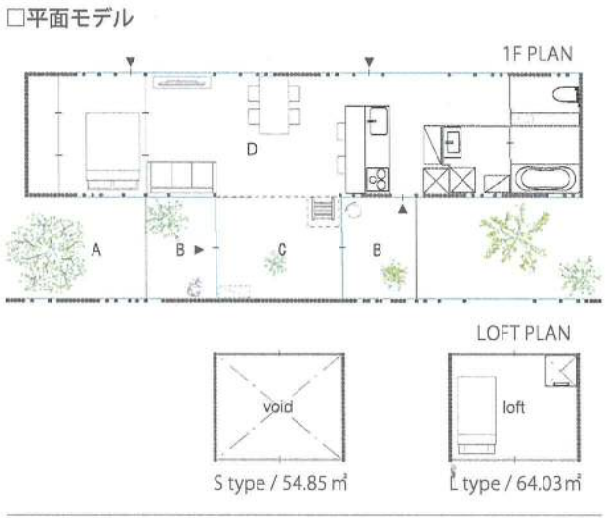 □平面モデル
1F PLAN
D
A
B
C
B
LOFT PLAN
void
loft
S type / 54.85㎡
L type / 64.03㎡